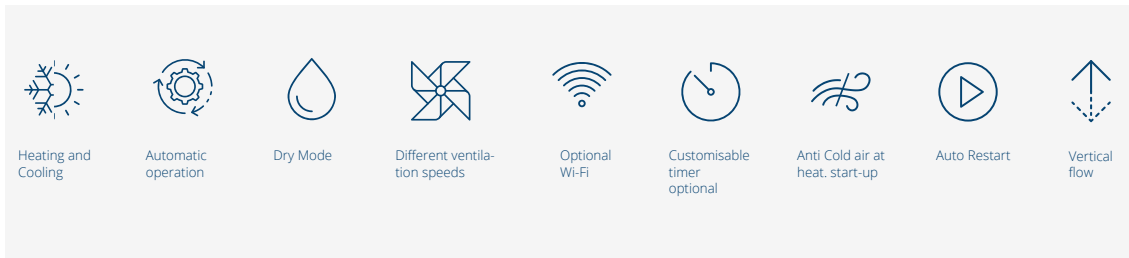 Heating and
Cooling
Automatic
operation
Dry Mode
Different ventila-
tion speeds
Optional
Wi-Fi
Customisable
timer
optional
Anti Cold air at
heat. start-up
Auto Restart
Vertical
flow